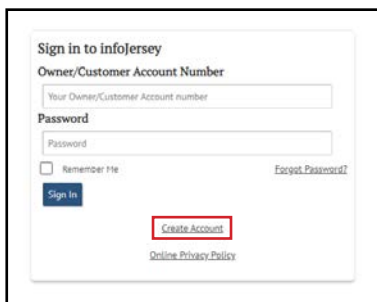 Sign in to infoJersey
Owner/Customer Account Number
Your Owner/Customer Account number
Password
Password
Remember Me
Forgot Password?
Sign In
Create Account
Online Privacy Policy